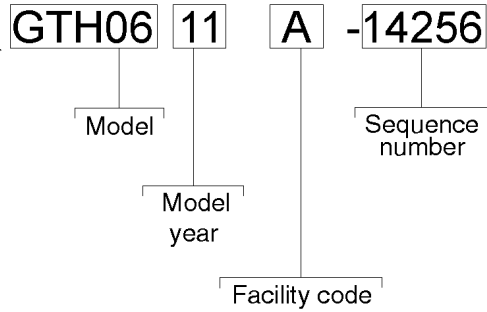 GTH06 11 A -14256
Model
Sequence
number
Model
year
Facility code